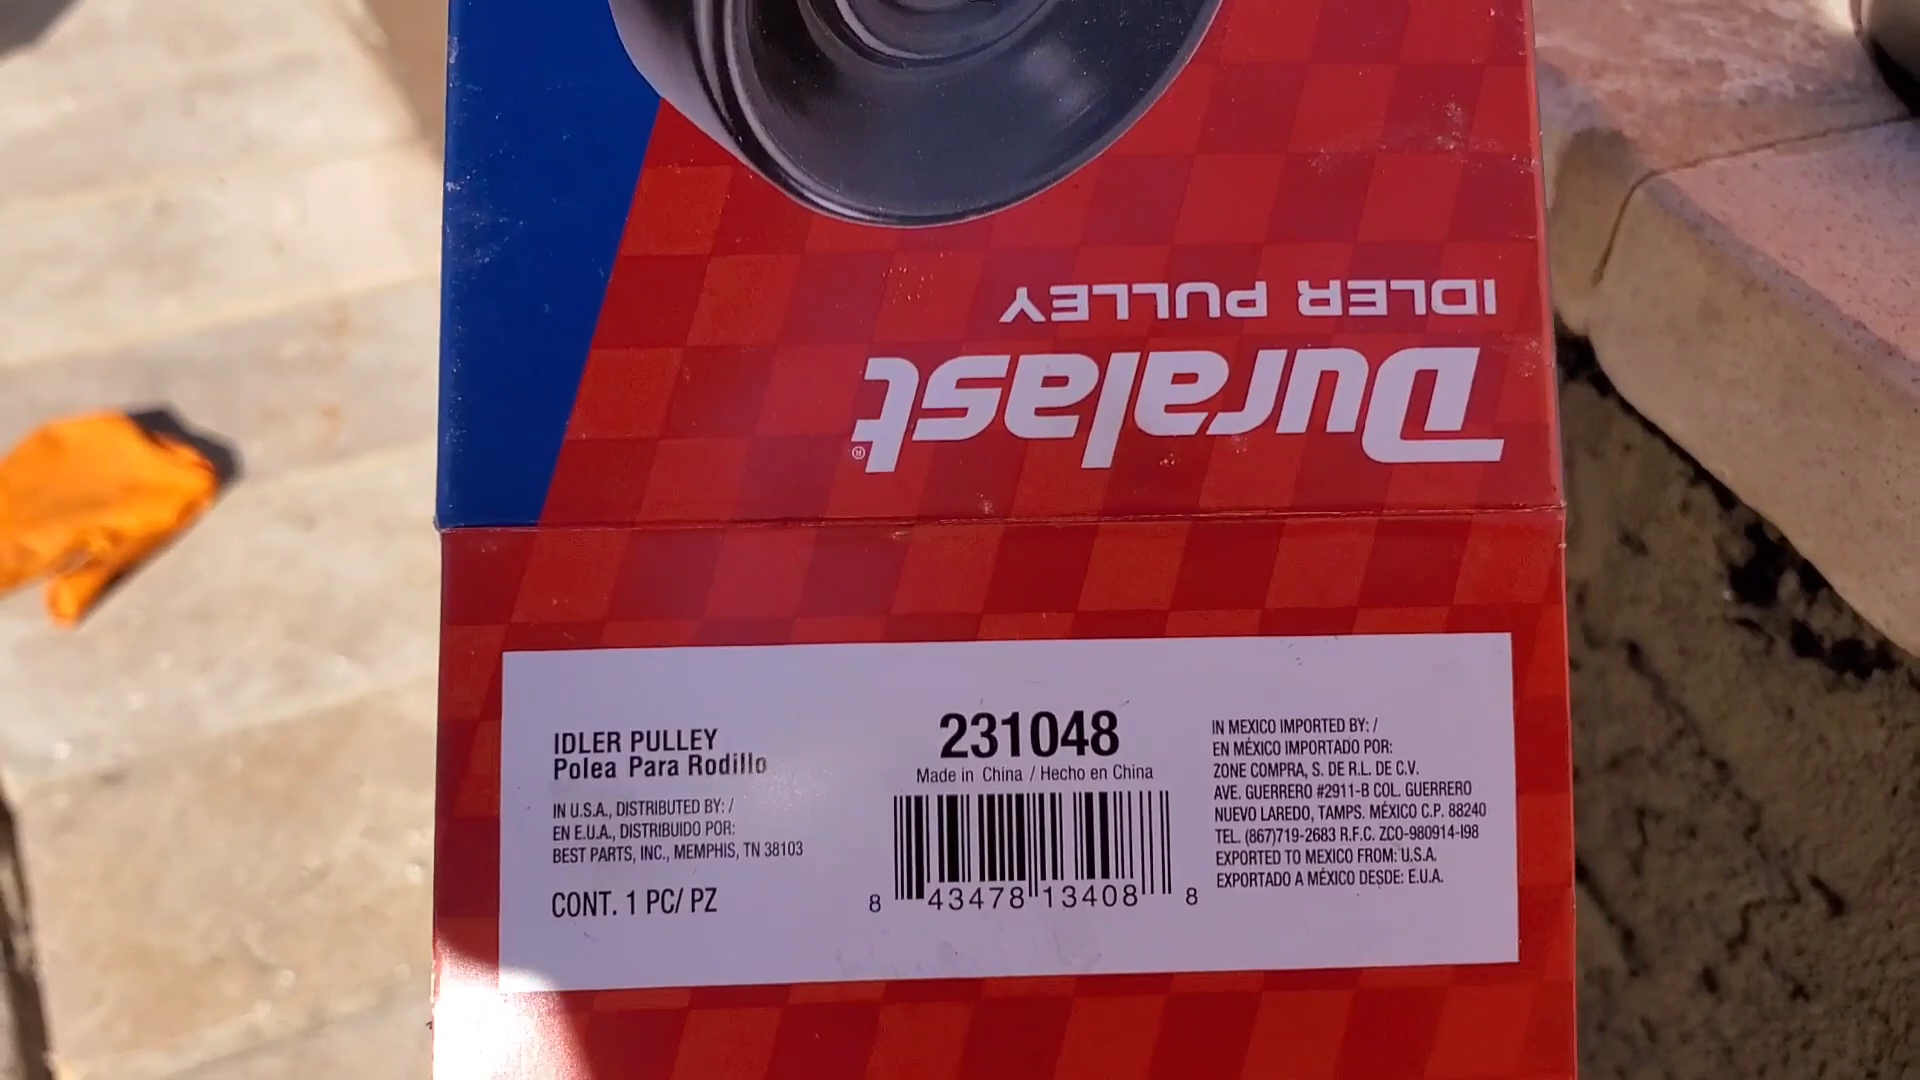 Duralast®
IDLER PULLEY
IDLER PULLEY
Polea Para Rodillo
IN U.S.A., DISTRIBUTED BY: /
EN E.U.A., DISTRIBUIDO POR:
BEST PARTS, INC., MEMPHIS, TN 38103
CONT. 1 PC/ PZ
231048
Made in China / Hecho en China
8 43478 13408 8
IN MEXICO IMPORTED BY: /
EN MÉXICO IMPORTADO POR:
ZONE COMPRA, S. DE R.L. DE C.V.
AVE. GUERRERO #2911-B COL. GUERRERO
NUEVO LAREDO, TAMPS. MÉXICO C.P. 88240
TEL. (867)719-2683 R.F.C. ZCO-980914-I98
EXPORTED TO MEXICO FROM: U.S.A.
EXPORTADO A MÉXICO DESDE: E.U.A.